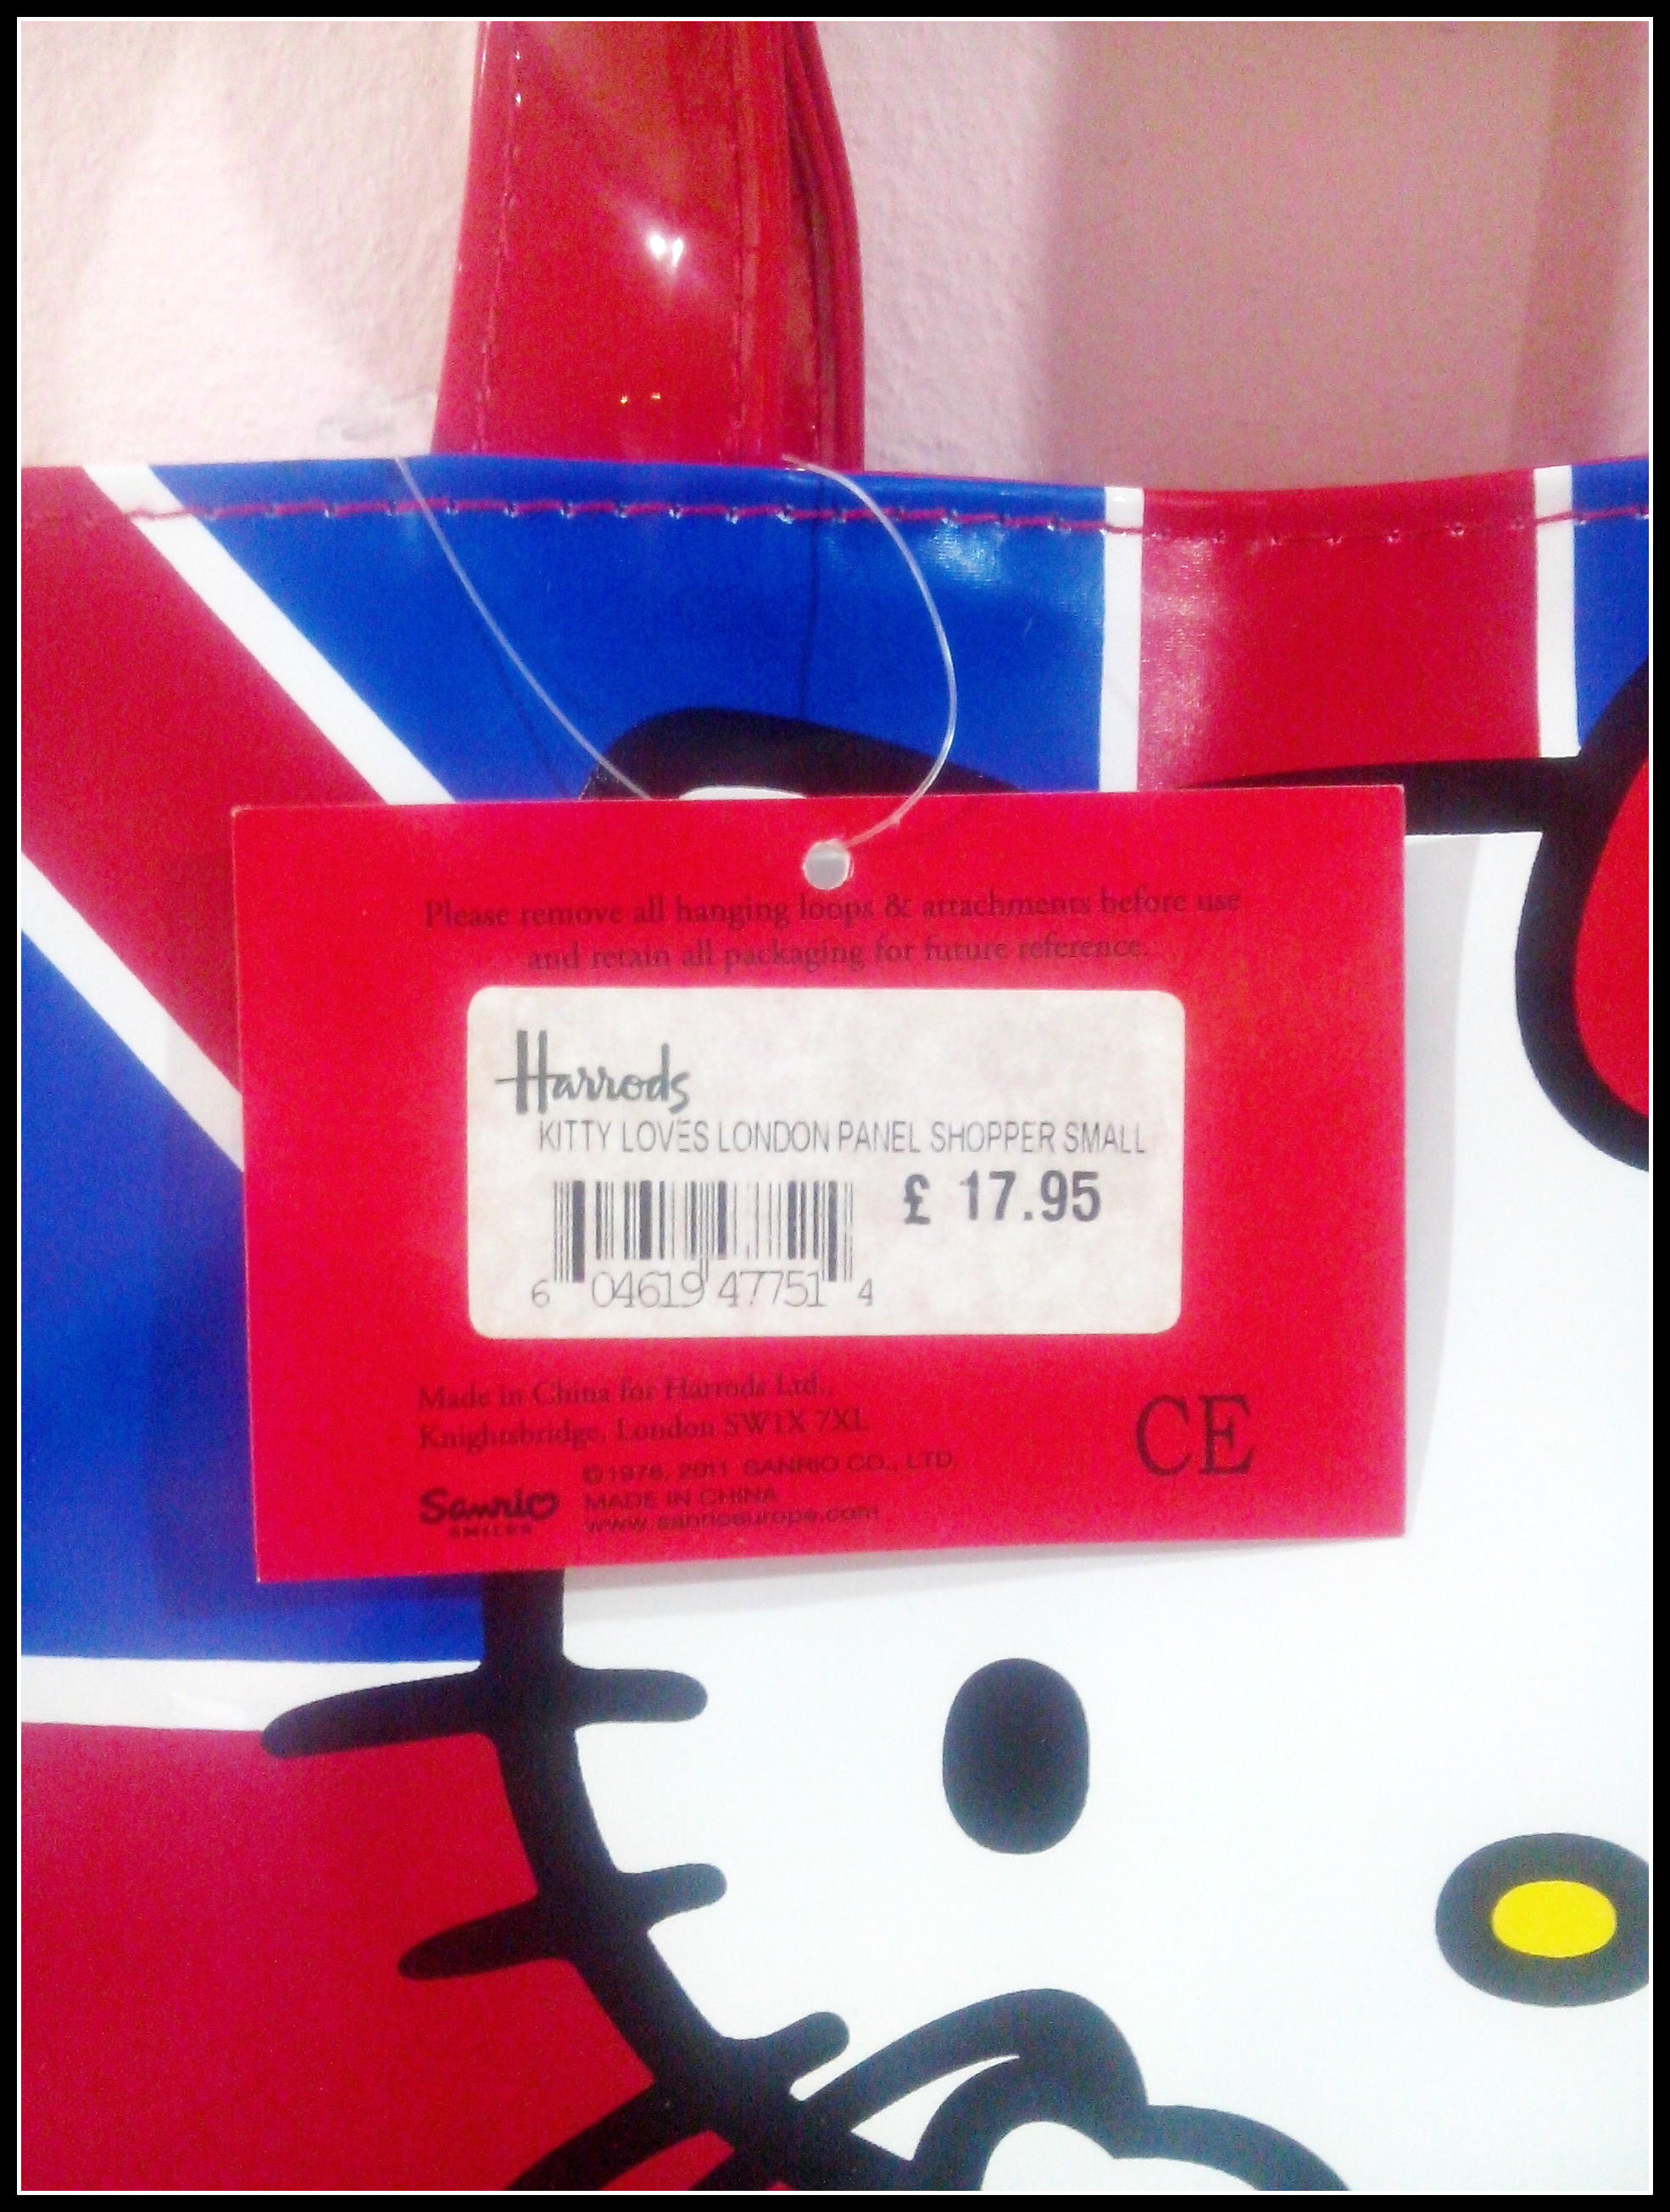 Please remove all hanging loops & attachments before use
and retain all packaging for future reference.
Harrods
KITTY LOVES LONDON PANEL SHOPPER SMALL
£ 17.95
6 04619 47751 4
Made in China for Harrods Ltd.,
Knightsbridge, London SW1X 7XL
CE
©1976, 2011 SANRIO CO., LTD.
Sanrio
SMILES
MADE IN CHINA
www.sanrioeurope.com